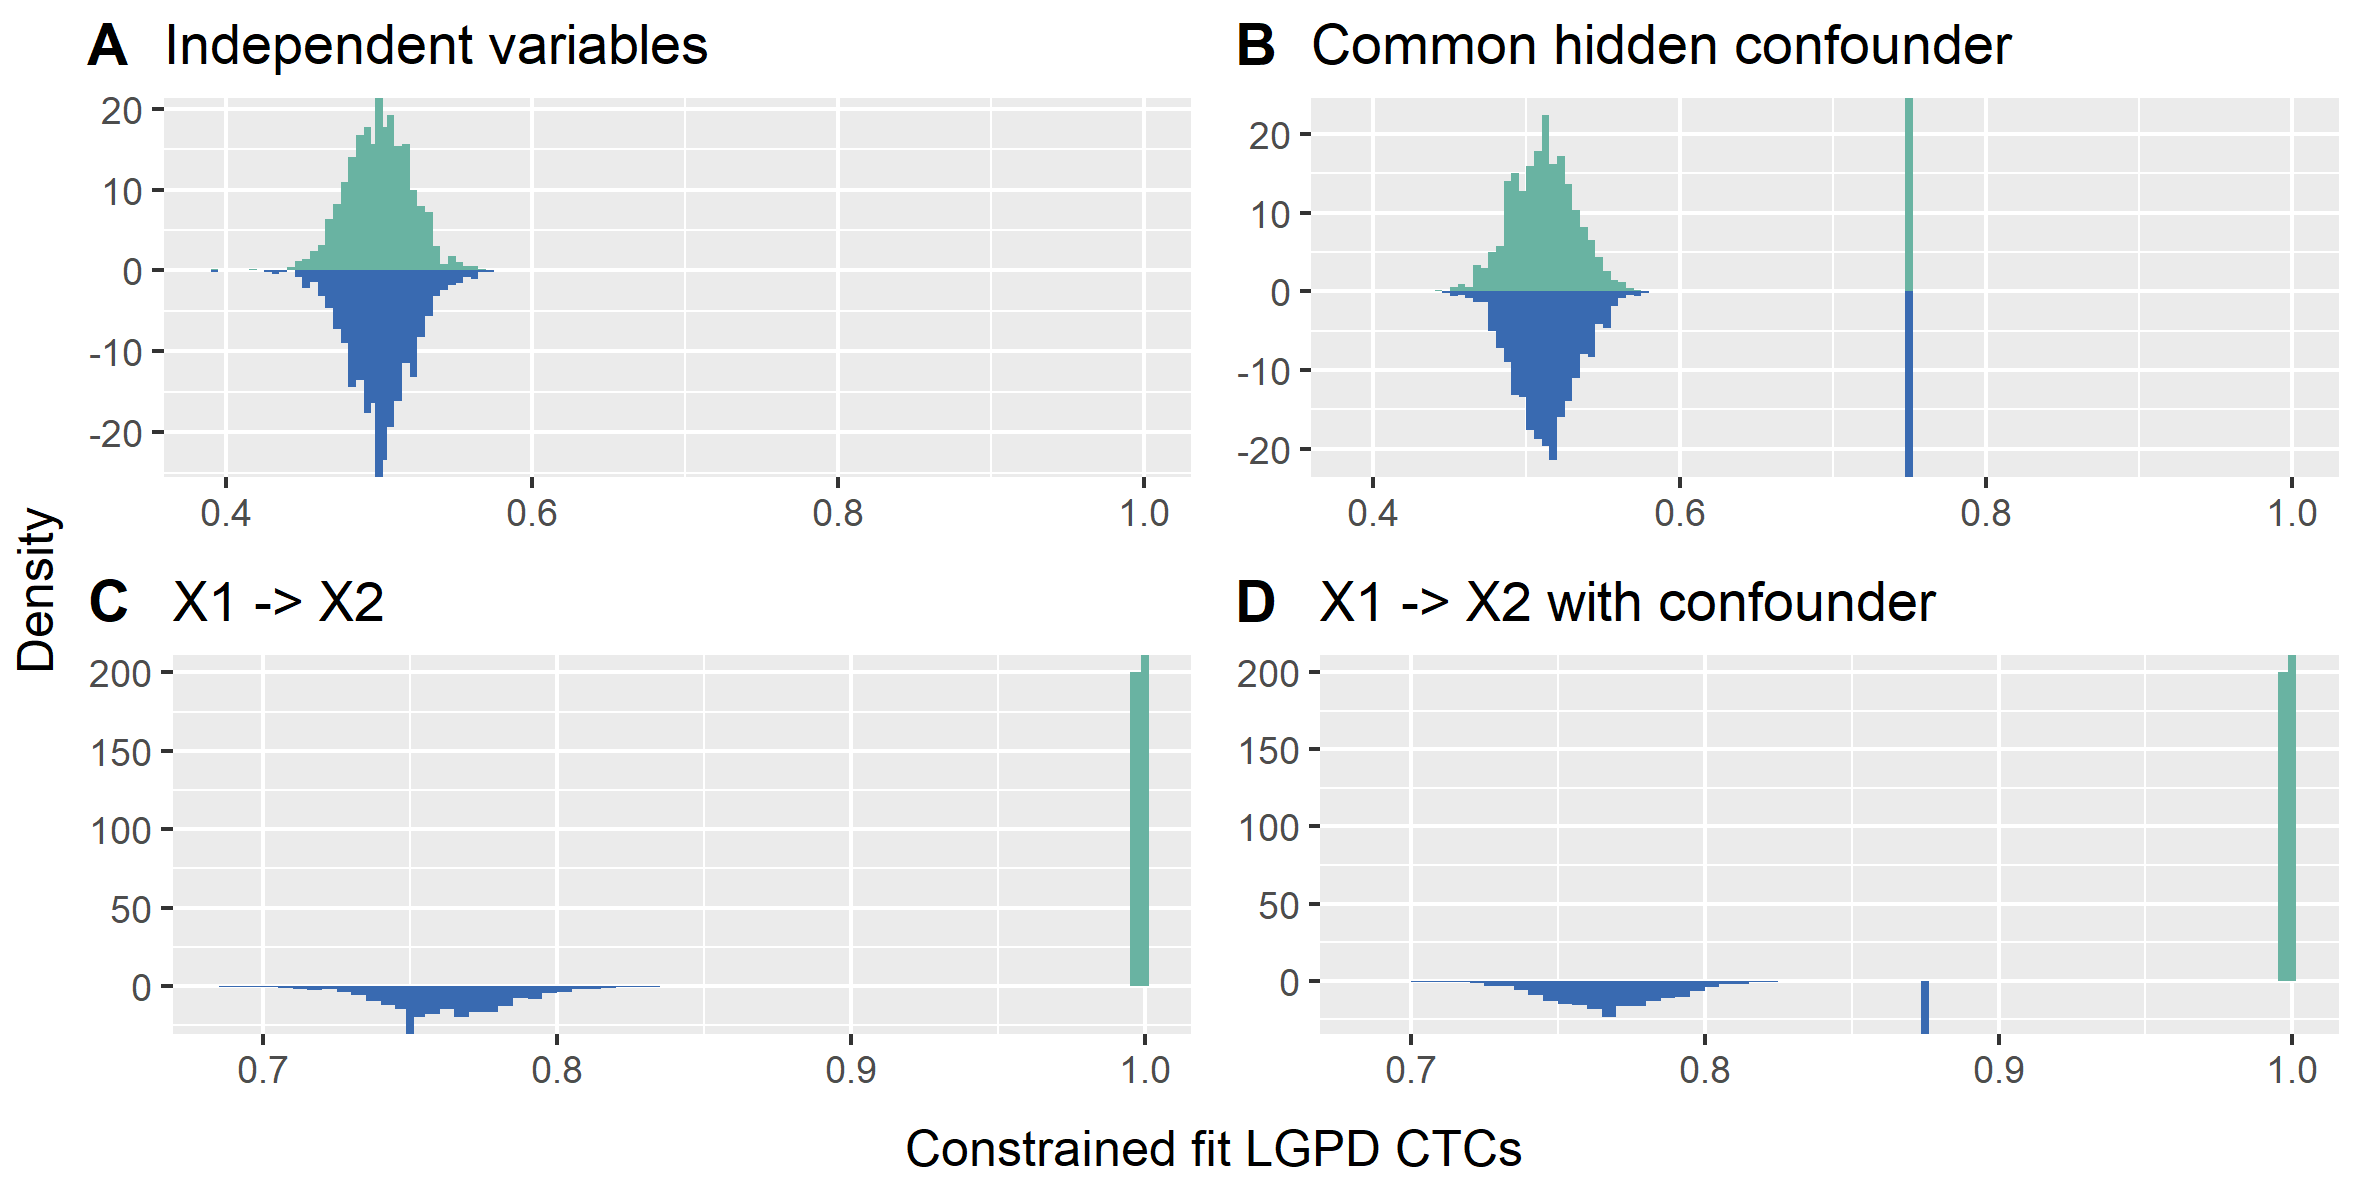 A Independent variables
20
10
0
-10
-20
0.4 0.6 0.8 1.0
B Common hidden confounder
20
10
0
-10
-20
0.4 0.6 0.8 1.0
Density
C X1 -> X2
200
150
100
50
0
0.7 0.8 0.9 1.0
D X1 -> X2 with confounder
200
150
100
50
0
0.7 0.8 0.9 1.0
Constrained fit LGPD CTCs